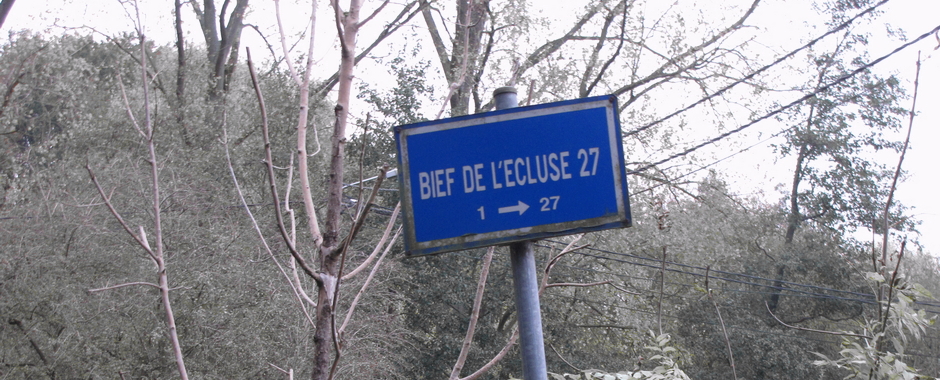 BIEF DE L'ECLUSE 27
1 → 27